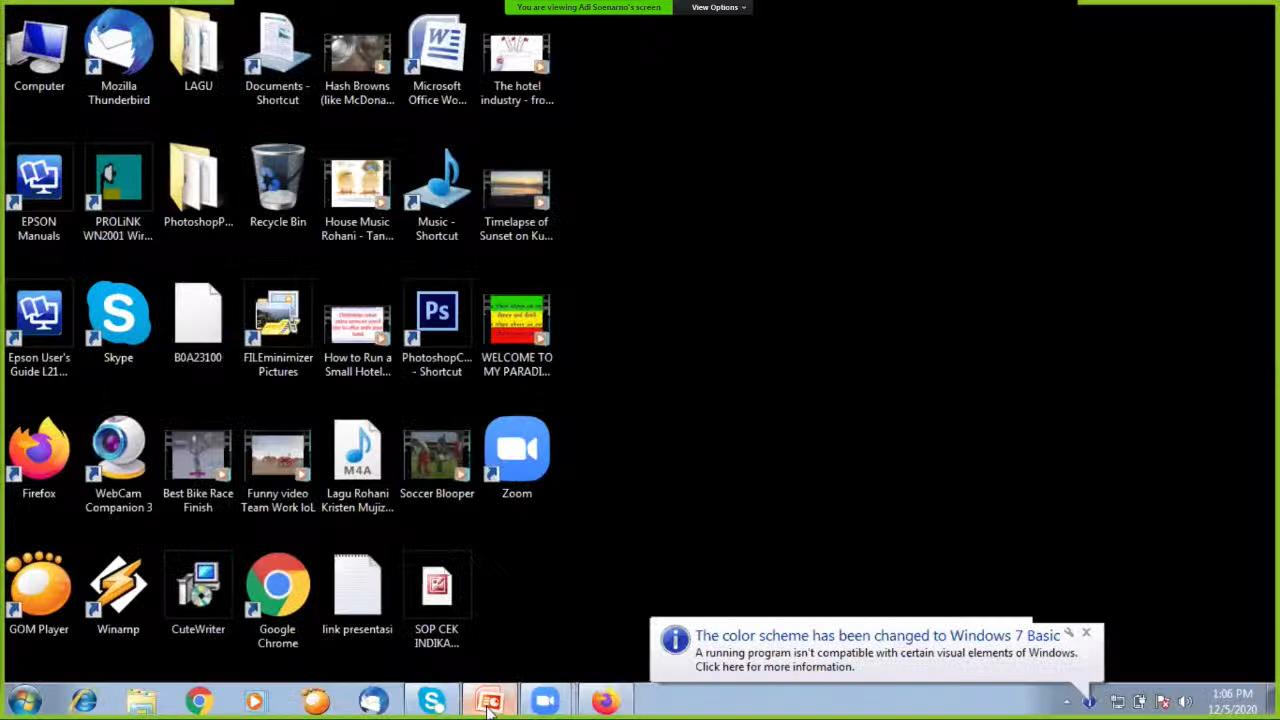 You are viewing Adi Soenarno's screen
View Options
Computer
Mozilla
Thunderbird
LAGU
Documents -
Shortcut
Hash Browns
(like McDona...
Microsoft
Office Wo...
The hotel
industry - fro...
EPSON
Manuals
PROLiNK
WN2001 Wir...
PhotoshopP...
Recycle Bin
House Music
Rohani - Tan...
Music -
Shortcut
Timelapse of
Sunset on Ku...
Epson User's
Guide L21...
Skype
B0A23100
FILEminimizer
Pictures
How to Run a
Small Hotel...
Ps
PhotoshopC...
- Shortcut
WELCOME TO
MY PARADI...
Firefox
WebCam
Companion 3
Best Bike Race
Finish
Funny video
Team Work loL
M4A
Lagu Rohani
Kristen Mujiz...
Soccer Blooper
Zoom
GOM Player
Winamp
CuteWriter
Google
Chrome
link presentasi
SOP CEK
INDIKA...
The color scheme has been changed to Windows 7 Basic
A running program isn't compatible with certain visual elements of Windows.
Click here for more information.
1:06 PM
12/5/2020